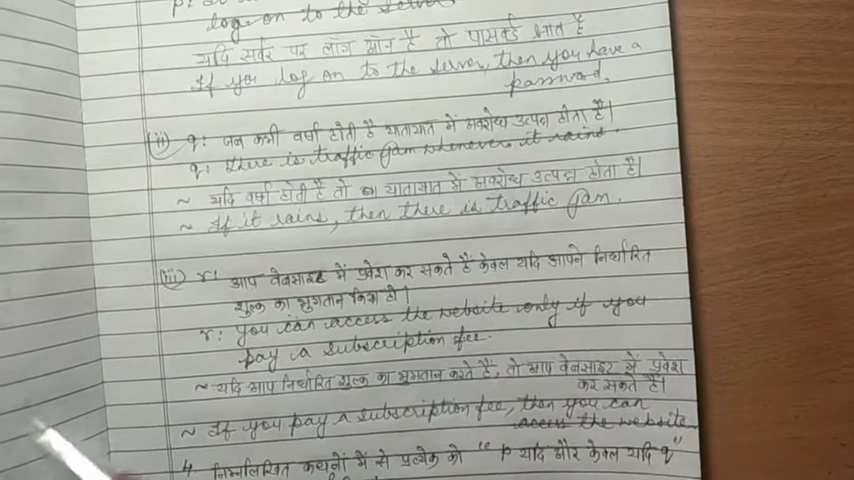 log on to the server
यदि सर्वर पर लॉग ऑन है तो पासवर्ड ज्ञात है
If you log on to the server, then you have a
password.
(ii) q: जब कभी वर्षा होती है यातायात में अवरोध उत्पन्न होता है।
q: there is traffic jam whenever it rains.
~ यदि वर्षा होती है तो यातायात में अवरोध उत्पन्न होता है।
~ If it rains, then there is traffic jam.
(iii) r: आप वेबसाइट में प्रवेश कर सकते हैं केवल यदि आपने निर्धारित
शुल्क का भुगतान किया हो।
r: you can access the website only if you
pay a subscription fee.
~ यदि आप निर्धारित शुल्क का भुगतान करते हैं, तो आप वेबसाइट में प्रवेश
कर सकते हैं।
~ If you pay a subscription fee, then you can
access the website
4. निम्नलिखित कथनों में से प्रत्येक को "p यदि और केवल यदि q"